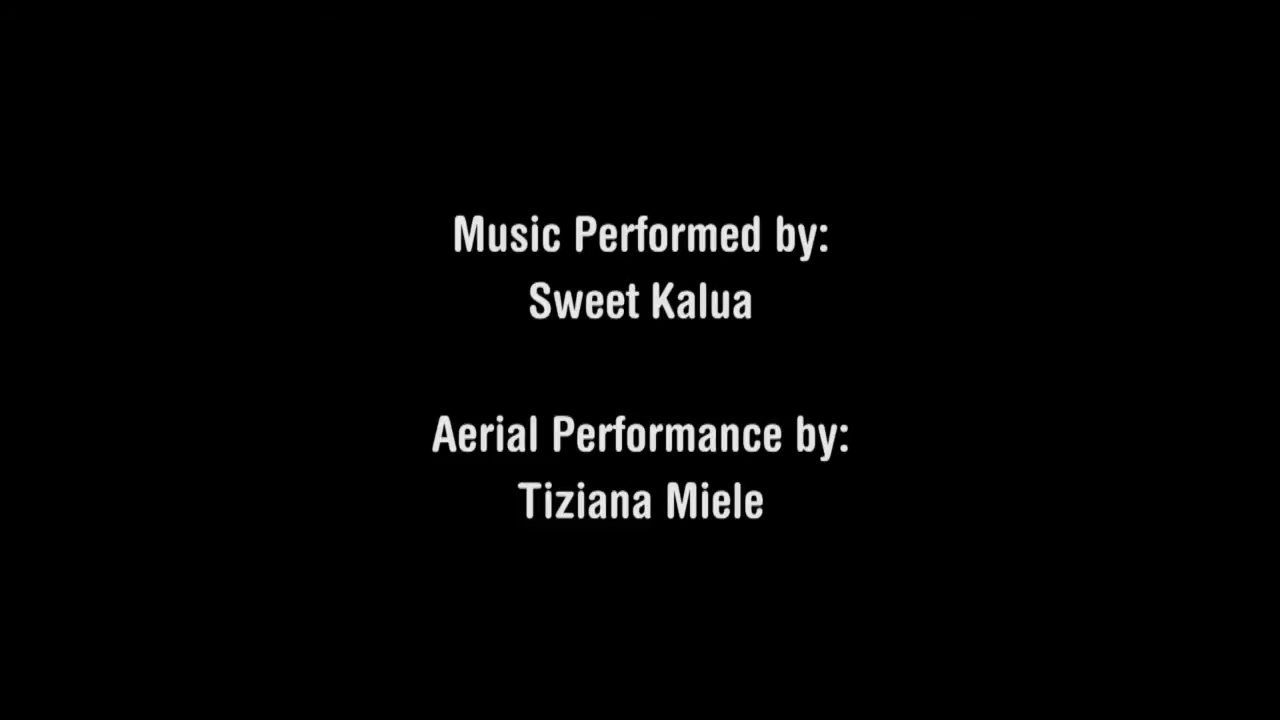 Music Performed by:
Sweet Kalua
Aerial Performance by:
Tiziana Miele